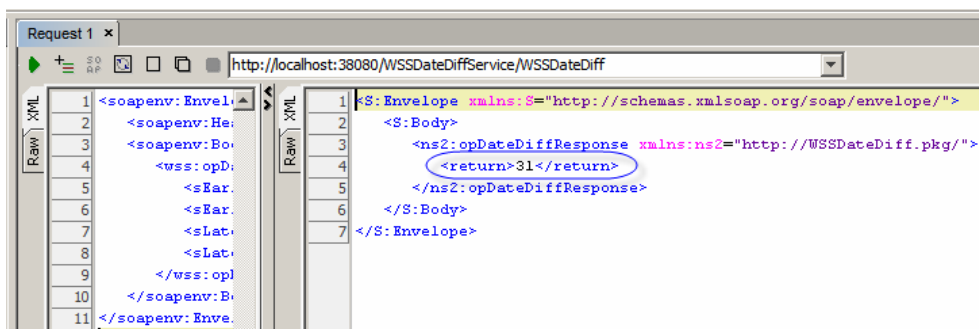 Request 1 ×
http://localhost:38080/WSSDateDiffService/WSSDateDiff
XML
Raw
1 <soapenv:Envel
2 <soapenv:Hea
3 <soapenv:Bo
4 <wss:opDa
5 <sEar
6 <sEar
7 <sLat
8 <sLat
9 </wss:opl
10 </soapenv:B
11 </soapenv:Enve
XML
Raw
1 <S:Envelope xmlns:S="http://schemas.xmlsoap.org/soap/envelope/">
2 <S:Body>
3 <ns2:opDateDiffResponse xmlns:ns2="http://WSSDateDiff.pkg/">
4 <return>31</return>
5 </ns2:opDateDiffResponse>
6 </S:Body>
7 </S:Envelope>